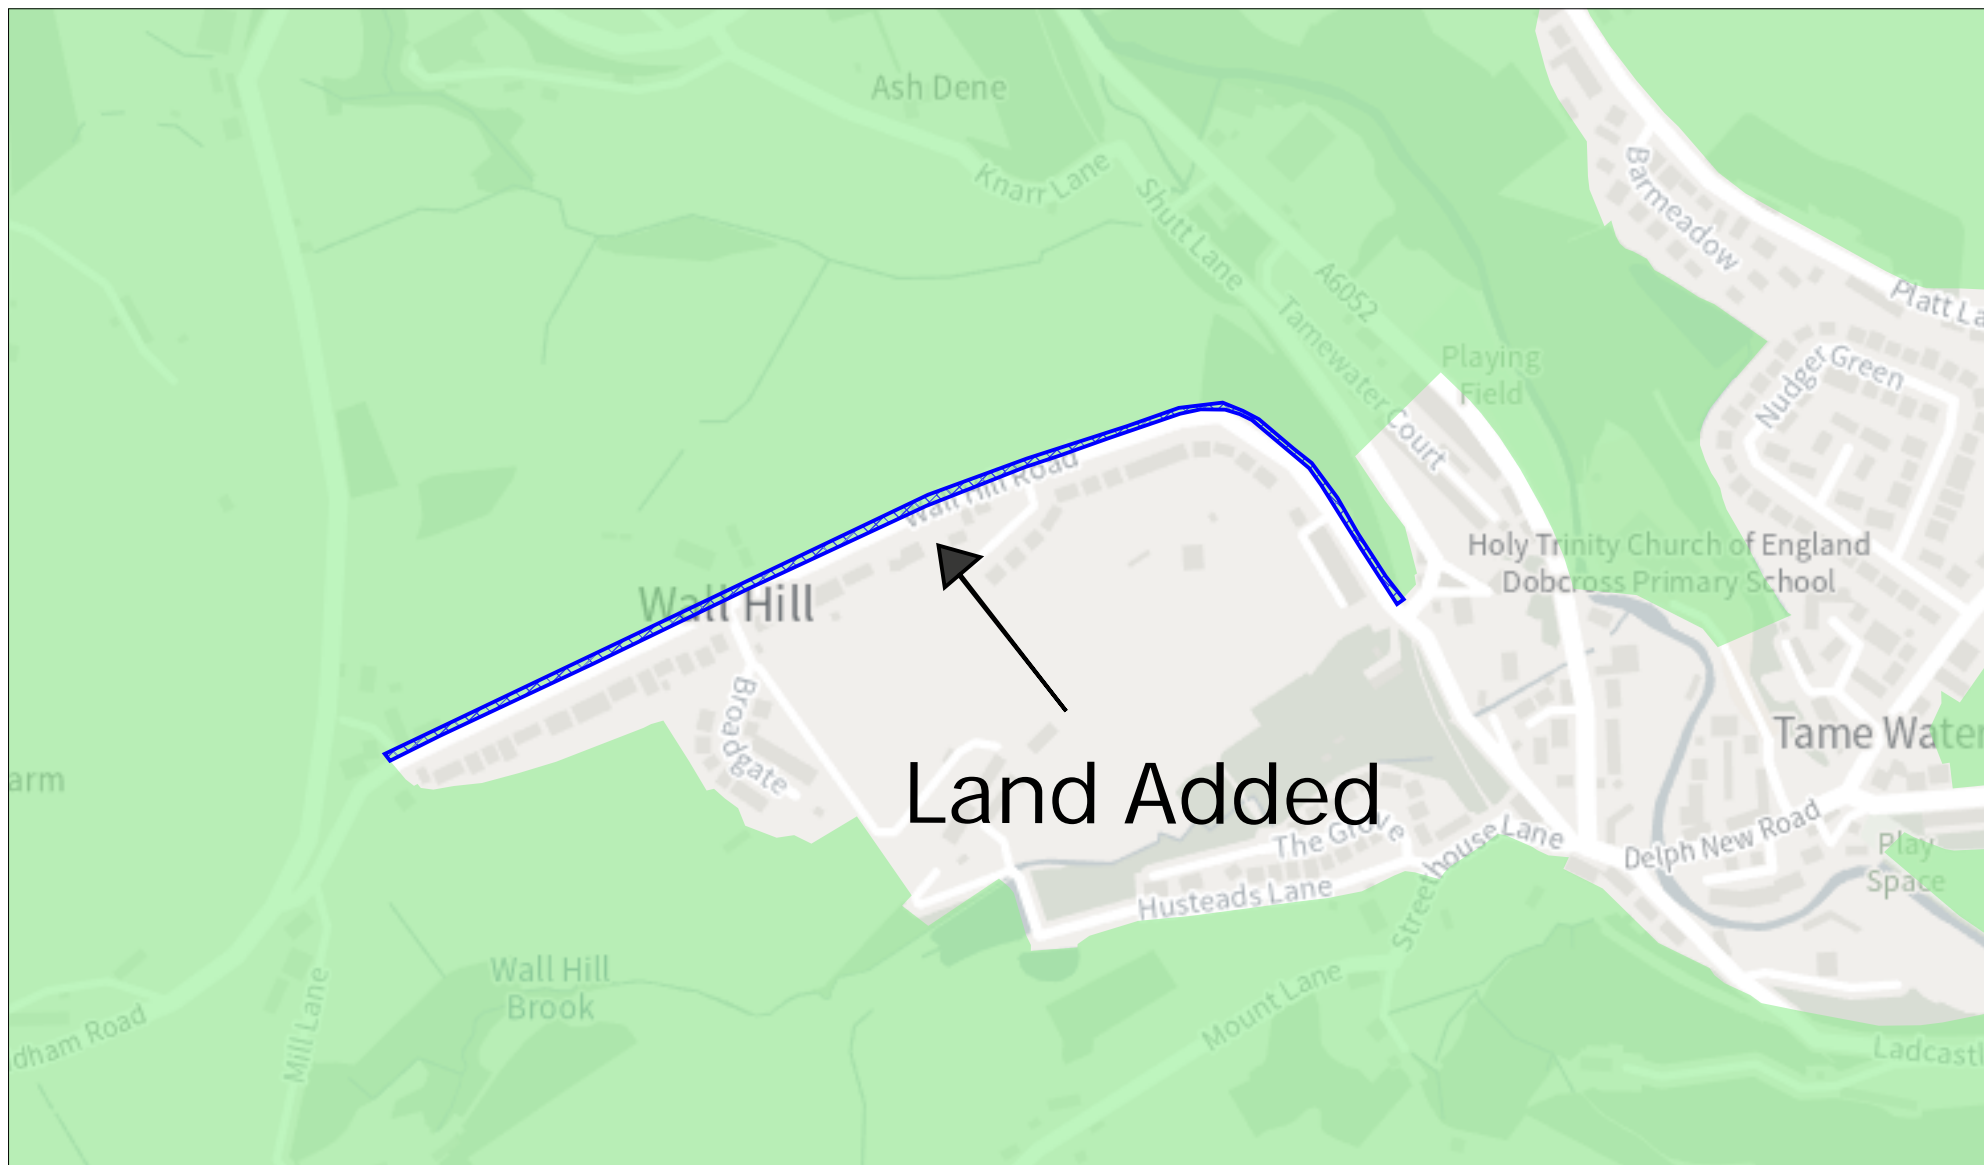 Ash Dene
Knarr Lane
Shutt Lane
Barmeadow
A6052
Platt La
Tamewater Court
Playing
Field
Nudger Green
Wall Hill Road
Holy Trinity Church of England
Dobcross Primary School
Wall Hill
Broadgate
Tame Water
arm
Land Added
The Grove
Streethouse Lane
Delph New Road
Play
Space
Husteads Lane
Wall Hill
Brook
Mount Lane
Mill Lane
dham Road
Ladcastl